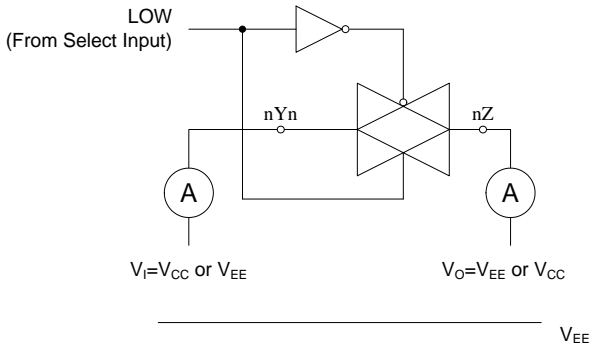 LOW
(From Select Input)
nYn
nZ
A
A
V_I=V_CC or V_EE
V_O=V_EE or V_CC
V_EE